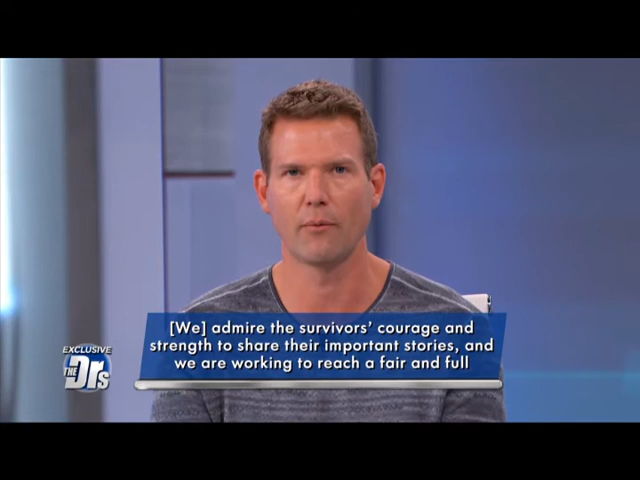 [We] admire the survivors' courage and
strength to share their important stories, and
we are working to reach a fair and full
EXCLUSIVE
THE
DRs